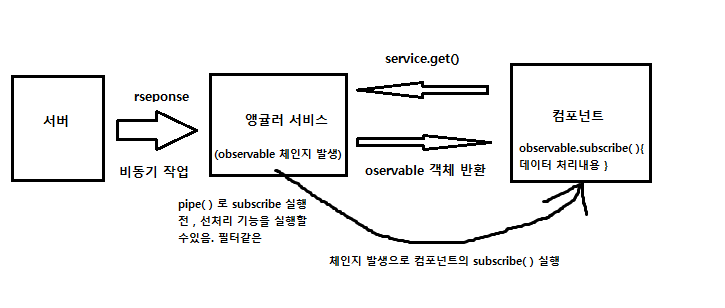 service.get()
rseponse
서버
앵귤러 서비스
(observable 체인지 발생)
컴포넌트
observable.subscribe( ){
데이터 처리내용 }
비동기 작업
oservable 객체 반환
pipe( ) 로 subscribe 실행
전 , 선처리 기능을 실행할
수있음. 필터같은
체인지 발생으로 컴포넌트의 subscribe( ) 실행